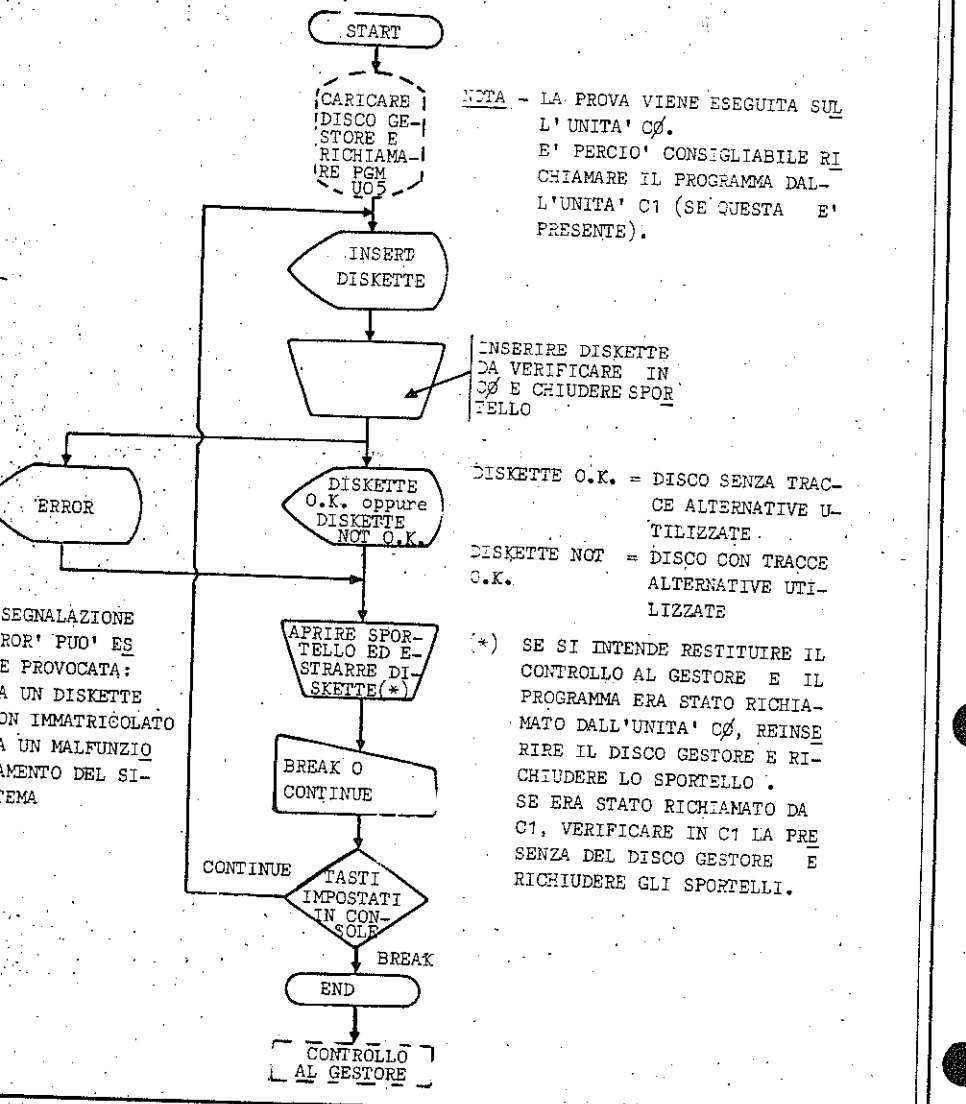 START
CARICARE
DISCO GE-
STORE E
RICHIAMA-
RE PGM
U05
NOTA - LA PROVA VIENE ESEGUITA SUL
L'UNITA' CØ.
E' PERCIO' CONSIGLIABILE RI
CHIAMARE IL PROGRAMMA DAL-
L'UNITA' C1 (SE QUESTA E'
PRESENTE).
INSERT
DISKETTE
INSERIRE DISKETTE
DA VERIFICARE IN
CØ E CHIUDERE SPOR
TELLO
ERROR
DISKETTE
O.K. oppure
DISKETTE
NOT O.K.
DISKETTE O.K. = DISCO SENZA TRAC-
CE ALTERNATIVE U-
TILIZZATE
DISKETTE NOT = DISCO CON TRACCE
O.K. ALTERNATIVE UTI-
LIZZATE
SEGNALAZIONE
ROR' PUO' ES
E PROVOCATA:
A UN DISKETTE
ON IMMATRICOLATO
A UN MALFUNZIO
AMENTO DEL SI-
TEMA
APRIRE SPOR-
TELLO ED E-
STRARRE DI-
SKETTE(*)
(*) SE SI INTENDE RESTITUIRE IL
CONTROLLO AL GESTORE E IL
PROGRAMMA ERA STATO RICHIA-
MATO DALL'UNITA' CØ, REINSE
RIRE IL DISCO GESTORE E RI-
CHIUDERE LO SPORTELLO.
SE ERA STATO RICHIAMATO DA
C1, VERIFICARE IN C1 LA PRE
SENZA DEL DISCO GESTORE E
RICHIUDERE GLI SPORTELLI.
BREAK O
CONTINUE
CONTINUE
TASTI
IMPOSTATI
IN CON-
SOLE
BREAK
END
CONTROLLO
AL GESTORE